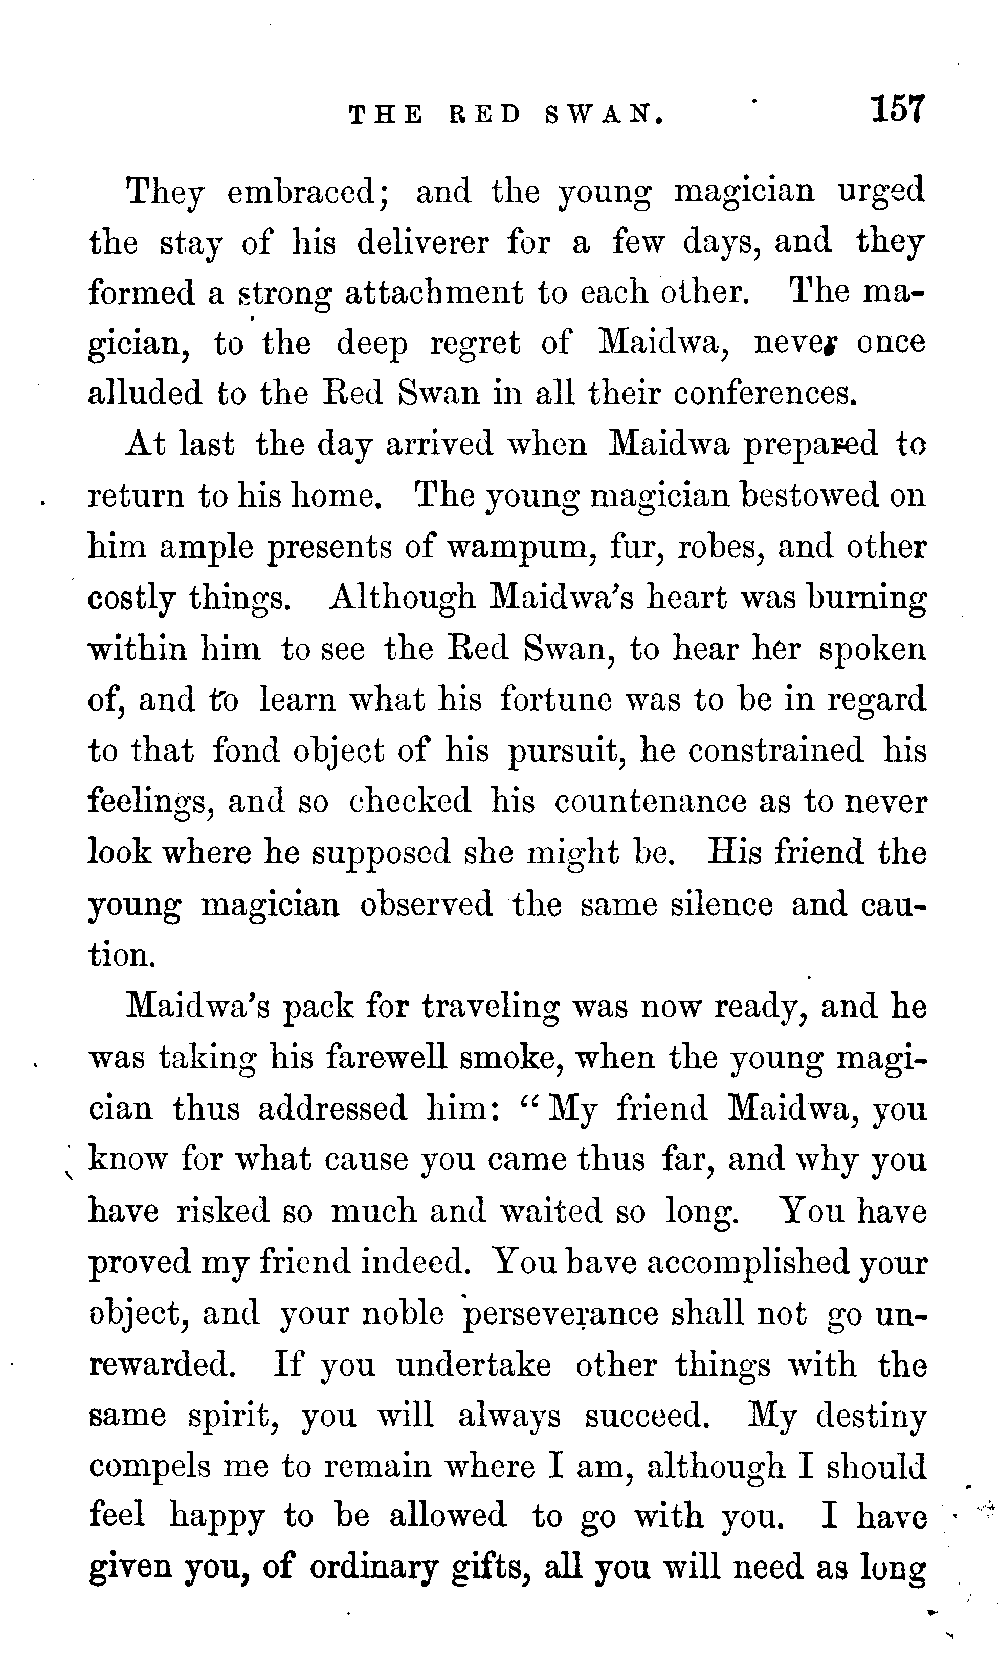 THE RED SWAN. 157
They embraced; and the young magician urged
the stay of his deliverer for a few days, and they
formed a strong attachment to each other. The ma-
gician, to the deep regret of Maidwa, never once
alluded to the Red Swan in all their conferences.
At last the day arrived when Maidwa prepared to
return to his home. The young magician bestowed on
him ample presents of wampum, fur, robes, and other
costly things. Although Maidwa's heart was burning
within him to see the Red Swan, to hear her spoken
of, and to learn what his fortune was to be in regard
to that fond object of his pursuit, he constrained his
feelings, and so checked his countenance as to never
look where he supposed she might be. His friend the
young magician observed the same silence and cau-
tion.
Maidwa's pack for traveling was now ready, and he
was taking his farewell smoke, when the young magi-
cian thus addressed him: “My friend Maidwa, you
know for what cause you came thus far, and why you
have risked so much and waited so long. You have
proved my friend indeed. You have accomplished your
object, and your noble perseverance shall not go un-
rewarded. If you undertake other things with the
same spirit, you will always succeed. My destiny
compels me to remain where I am, although I should
feel happy to be allowed to go with you. I have
given you, of ordinary gifts, all you will need as long